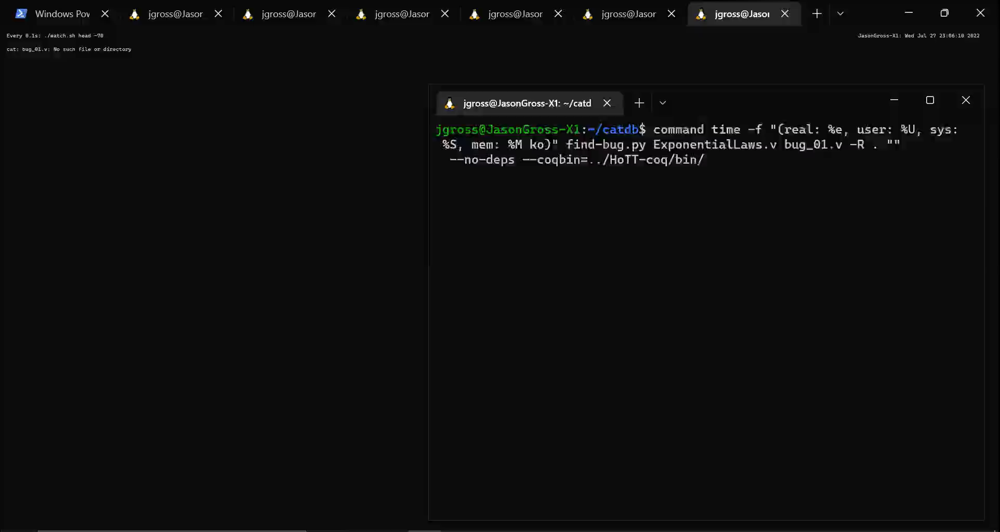 Windows Pov
jgross@Jasor
jgross@Jasor
jgross@Jasor
jgross@Jasor
jgross@Jasor
jgross@Jasor
Every 0.1s: ./watch.sh head -70
JasonGross-X1: Wed Jul 27 23:06:10 2022
cat: bug_01.v: No such file or directory
jgross@JasonGross-X1: ~/catd
jgross@JasonGross-X1:~/catdb$ command time -f "(real: %e, user: %U, sys:
%S, mem: %M ko)" find-bug.py ExponentialLaws.v bug_01.v -R . ""
--no-deps --coqbin=../HoTT-coq/bin/